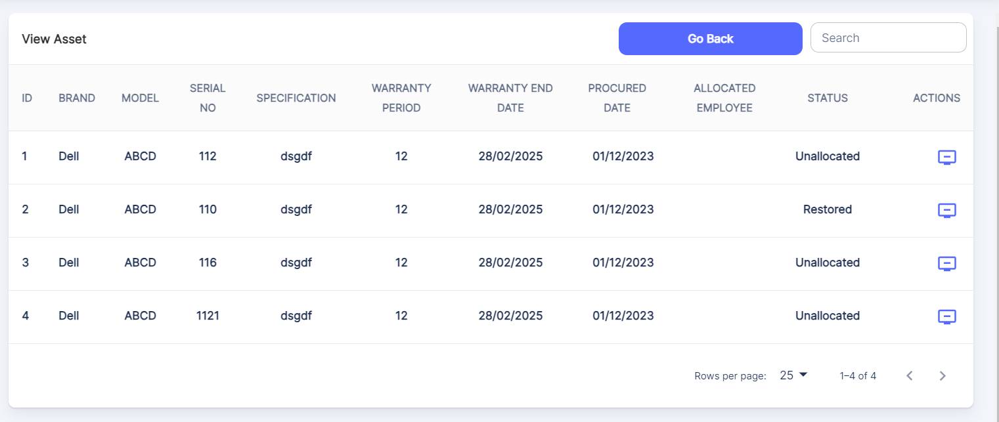 View Asset Go Back Search
ID BRAND MODEL SERIAL NO SPECIFICATION WARRANTY PERIOD WARRANTY END DATE PROCURED DATE ALLOCATED EMPLOYEE STATUS ACTIONS
1 Dell ABCD 112 dsgdf 12 28/02/2025 01/12/2023 Unallocated
2 Dell ABCD 110 dsgdf 12 28/02/2025 01/12/2023 Restored
3 Dell ABCD 116 dsgdf 12 28/02/2025 01/12/2023 Unallocated
4 Dell ABCD 1121 dsgdf 12 28/02/2025 01/12/2023 Unallocated
Rows per page: 25 1–4 of 4